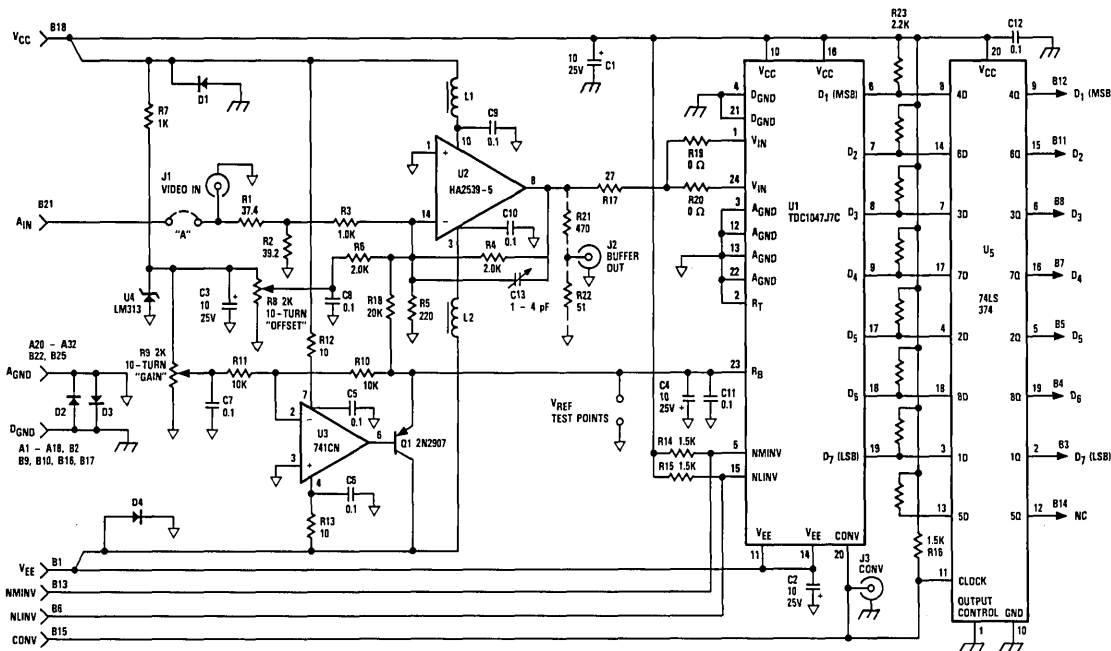 VCC B18
R7
1K
D1
L1
C9
0.1
10
25V
C1
10
VCC
16
VCC
R23
2.2K
C12
0.1
20
VCC
4 DGND
21 DGND
1 VIN
24 VIN
3 AGND
12 AGND
13 AGND
22 AGND
2 RT
23 RB
5 NMINV
15 NLINV
U1
TDC1047J7C
D1 (MSB) 6
D2 7
D3 8
D4 9
D5 17
D5 18
D7 (LSB) 19
VEE
11
VEE
14
CONV
20
8 4D 4Q 9 B12 D1 (MSB
14 6D 6Q 15 B11 D2
7 3D 3Q 6 B8 D3
U5
17 7D 7Q 16 B7 D4
74LS
374
4 2D 2Q 5 B5 D5
18 8D 8Q 19 B4 D6
3 1D 1Q 2 B3 D7 (LSB)
13 5D 5Q 12 B14 NC
1.5K
R16
11 CLOCK
OUTPUT
CONTROL GND
1
10
J1
VIDEO IN
B21
AIN
"A"
R1
37.4
R2
39.2
R3
1.0K
1
+
10
U2
HA2539-5
8
14
−
3
C10
0.1
R4
2.0K
C13
1 - 4 pF
R6
2.0K
R5
220
R18
20K
L2
27
R17
R19
0 Ω
R20
0 Ω
R21
470
J2
BUFFER
OUT
R22
51
U4
LM313
C3
10
25V
R8 2K
10-TURN
"OFFSET"
C8
0.1
R12
10
A20 - A32
B22, B25
AGND
R9 2K
10-TURN
"GAIN"
R11
10K
R10
10K
D2
D3
DGND
A1 - A18, B2
B9, B10, B16, B17
C7
0.1
7
C5
0.1
2
−
U3
741CN
6
3
+
4
C6
0.1
Q1 2N2907
R13
10
VREF
TEST POINTS
C4
10
25V
C11
0.1
R14 1.5K
R15 1.5K
D4
C2
10
25V
J3
CONV
VEE B1
NMINV B13
NLINV B6
CONV B15